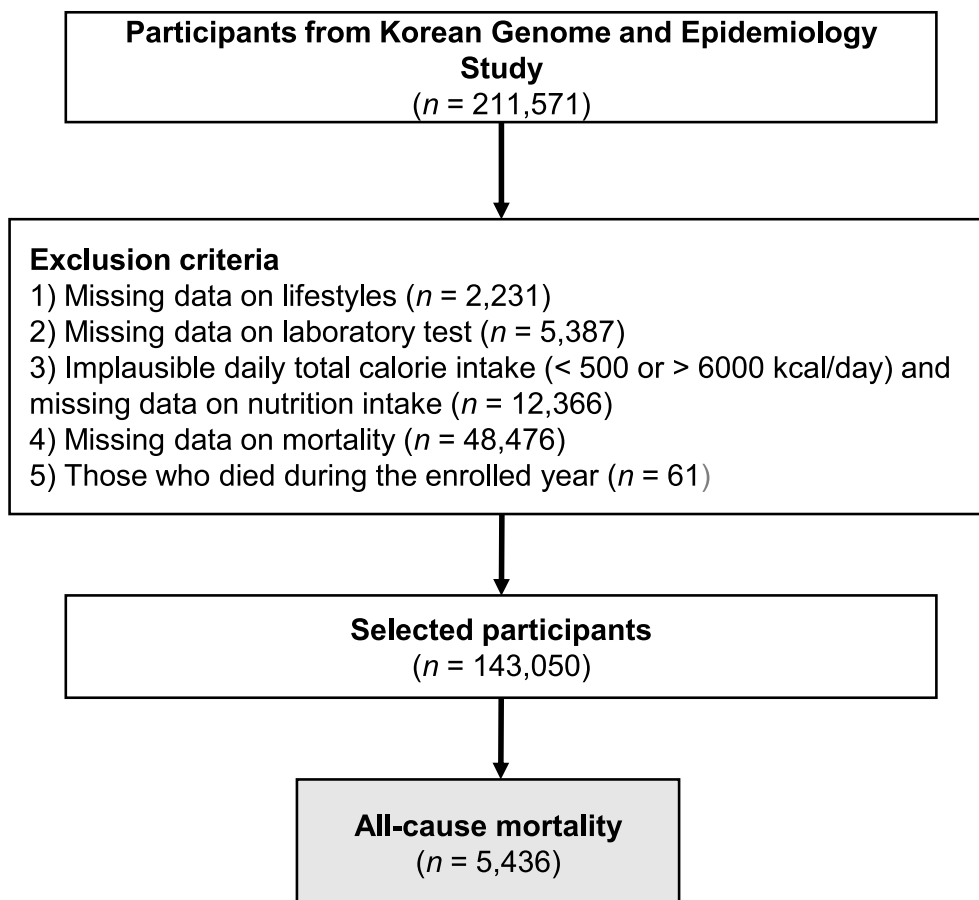 Participants from Korean Genome and Epidemiology
Study
(n = 211,571)
Exclusion criteria
1) Missing data on lifestyles (n = 2,231)
2) Missing data on laboratory test (n = 5,387)
3) Implausible daily total calorie intake (< 500 or > 6000 kcal/day) and
missing data on nutrition intake (n = 12,366)
4) Missing data on mortality (n = 48,476)
5) Those who died during the enrolled year (n = 61)
Selected participants
(n = 143,050)
All-cause mortality
(n = 5,436)